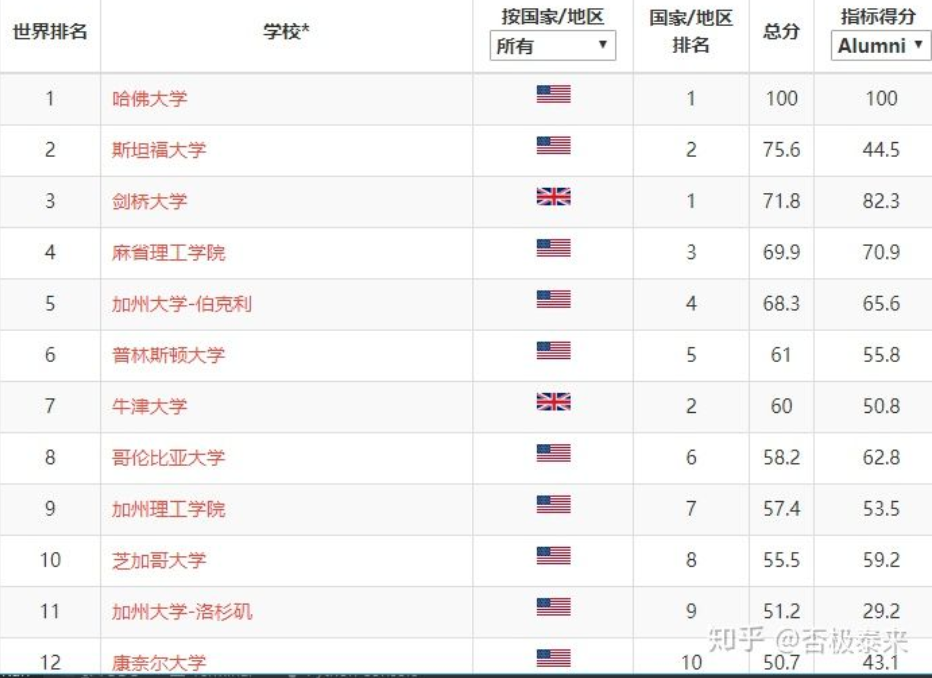 世界排名 学校* 按国家/地区 所有 国家/地区排名 总分 指标得分 Alumni
1 哈佛大学 1 100 100
2 斯坦福大学 2 75.6 44.5
3 剑桥大学 1 71.8 82.3
4 麻省理工学院 3 69.9 70.9
5 加州大学-伯克利 4 68.3 65.6
6 普林斯顿大学 5 61 55.8
7 牛津大学 2 60 50.8
8 哥伦比亚大学 6 58.2 62.8
9 加州理工学院 7 57.4 53.5
10 芝加哥大学 8 55.5 59.2
11 加州大学-洛杉矶 9 51.2 29.2
知乎 @否极泰来
12 康奈尔大学 10 50.7 43.1